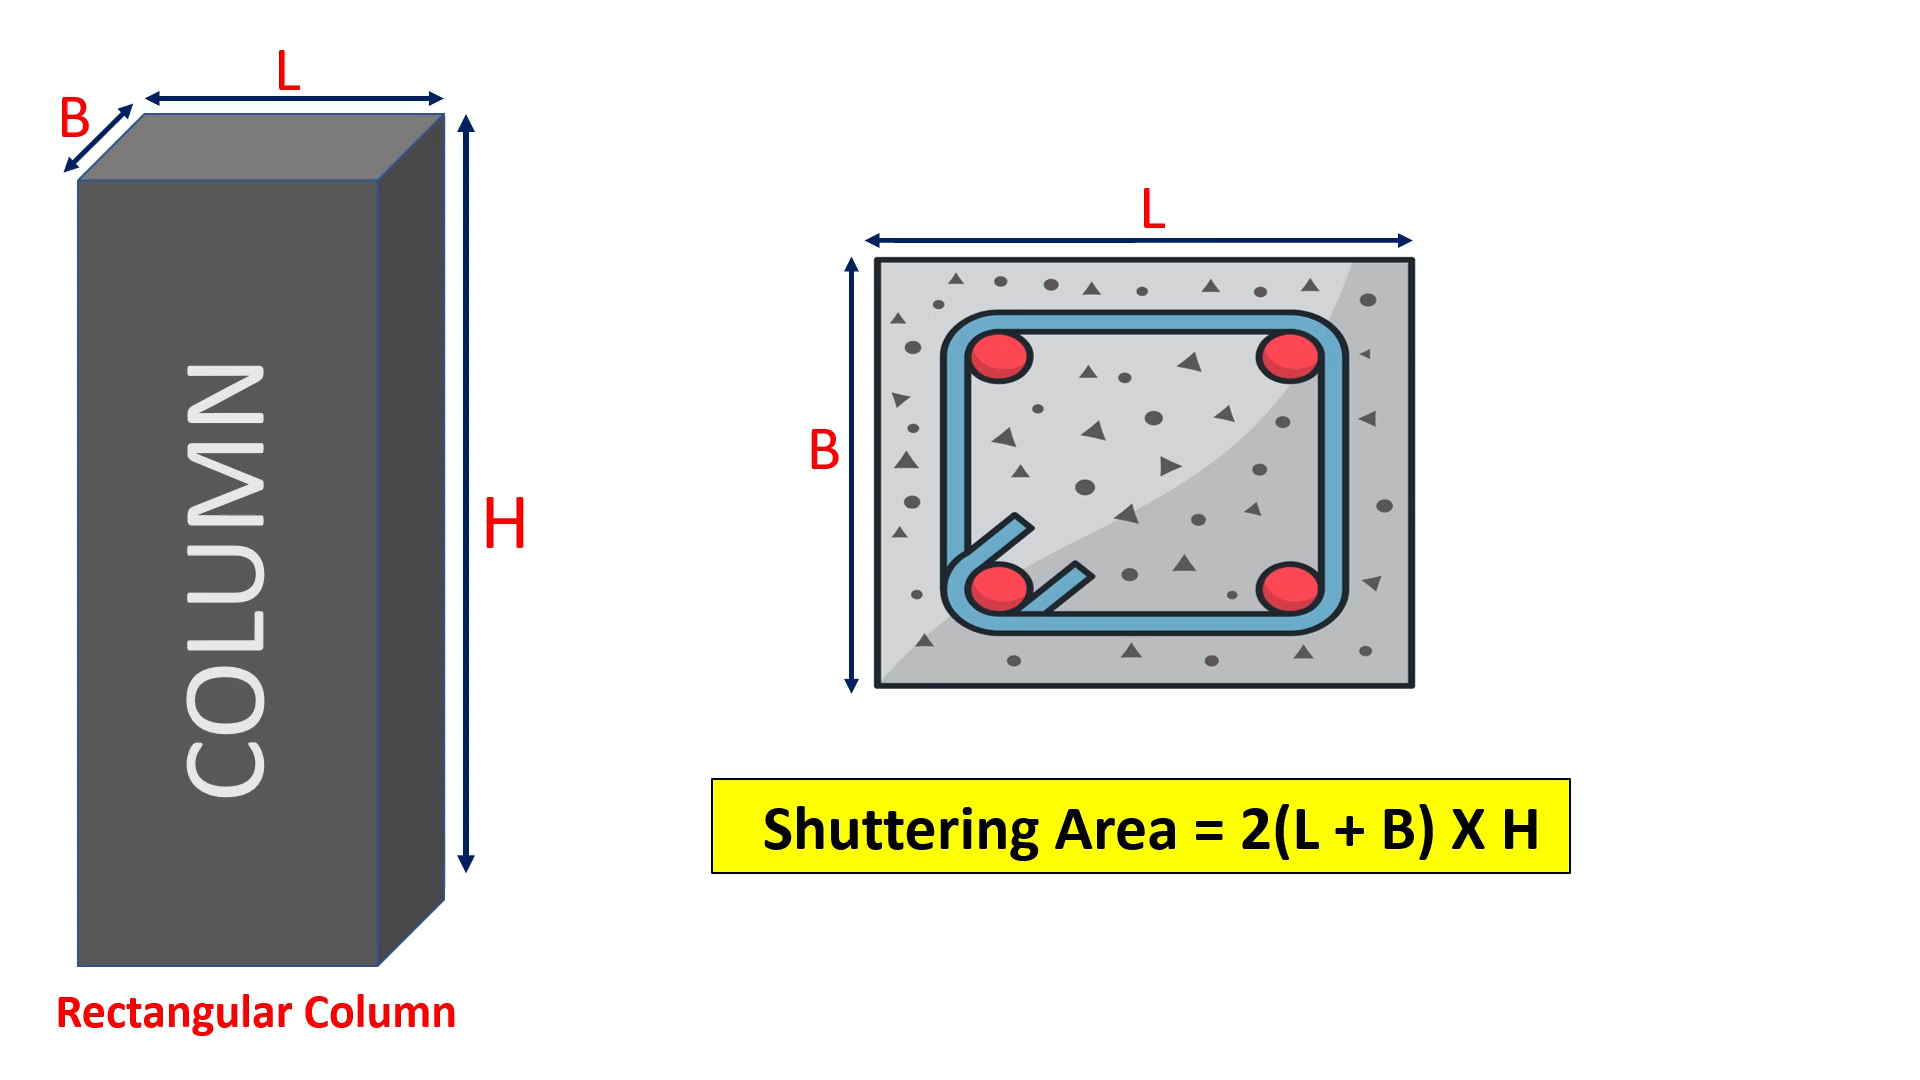 L
B
H
COLUMN
Rectangular Column
L
B
Shuttering Area = 2(L + B) X H